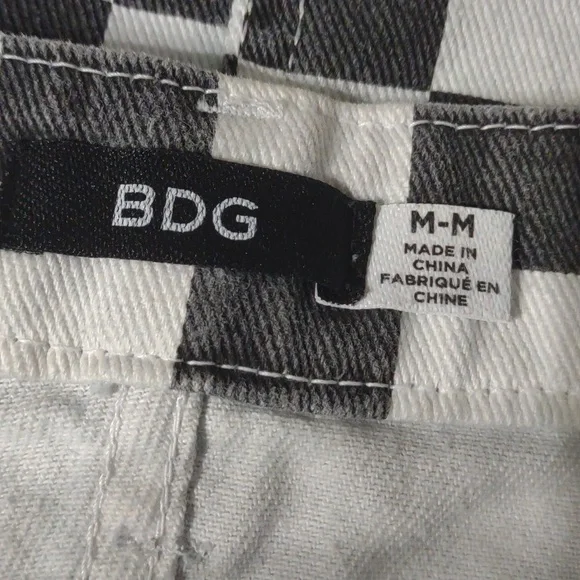 BDG
M-M
MADE IN
CHINA
FABRIQUÉ EN
CHINE